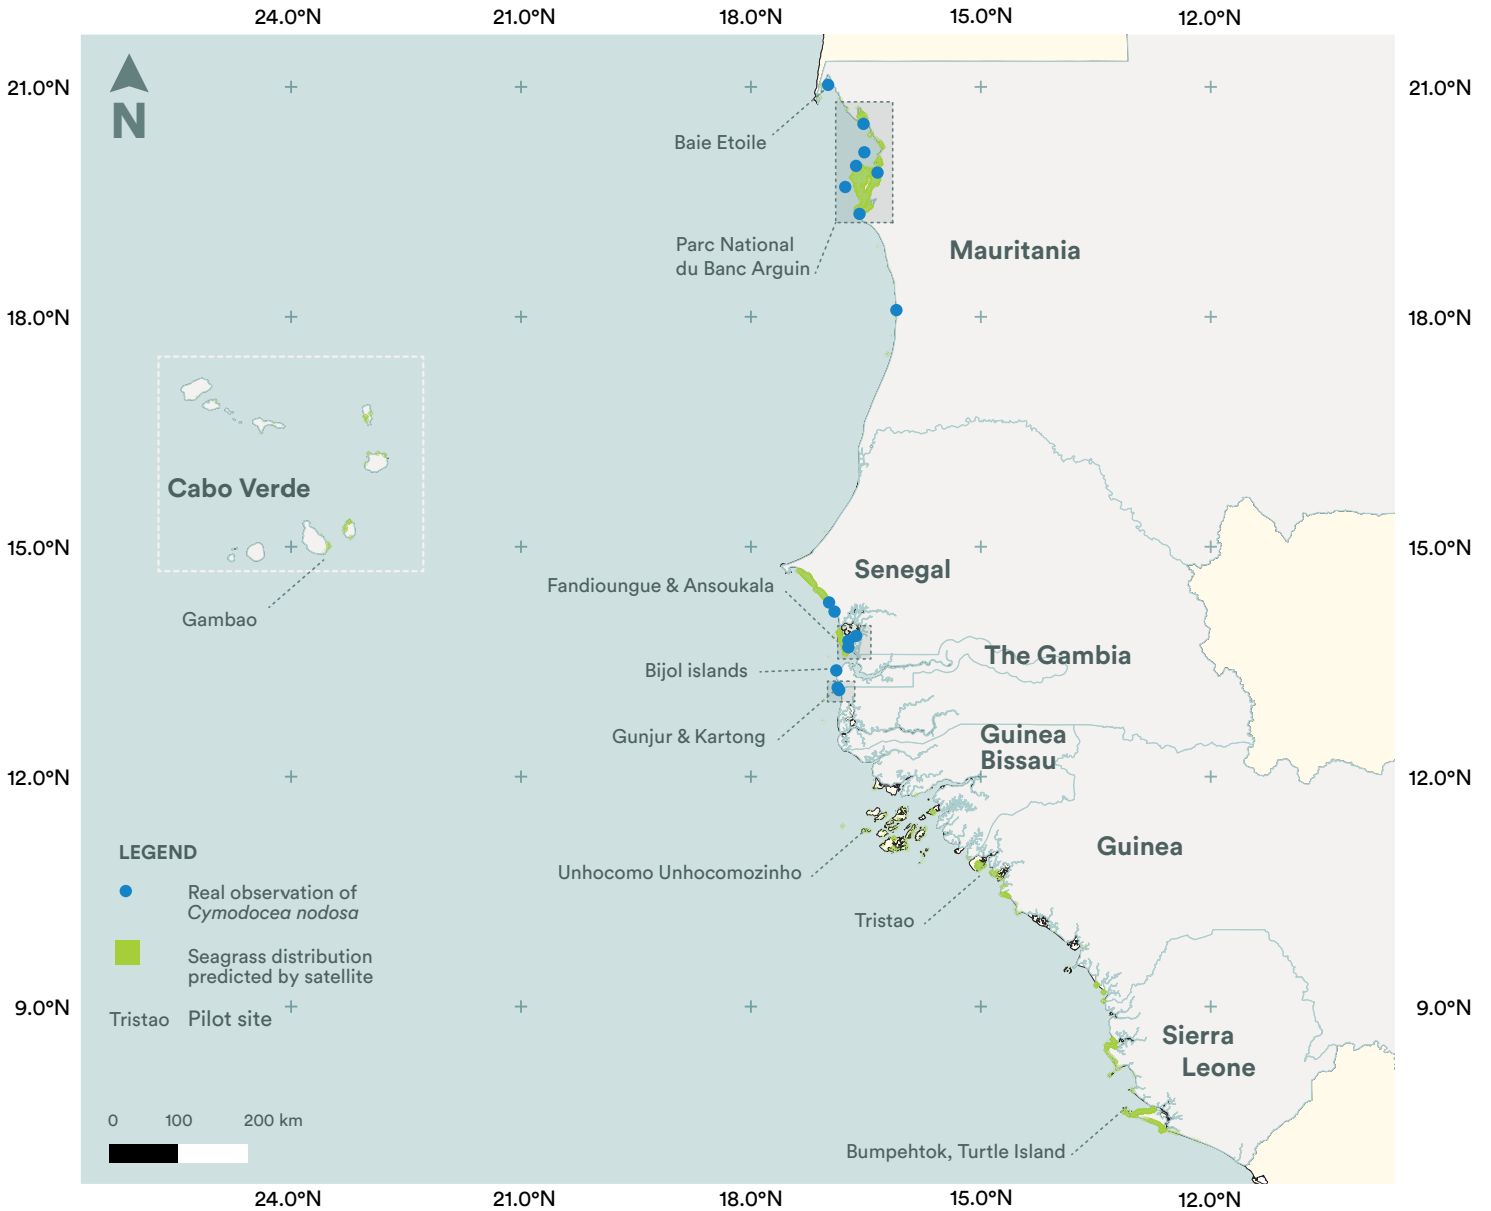 24.0°N 21.0°N 18.0°N 15.0°N 12.0°N
21.0°N 21.0°N
N
Baie Etoile
Parc National
du Banc Arguin
Mauritania
18.0°N 18.0°N
Cabo Verde
15.0°N 15.0°N
Senegal
Fandioungue & Ansoukala
Gambao
The Gambia
Bijol islands
Gunjur & Kartong
Guinea
Bissau
12.0°N 12.0°N
Guinea
LEGEND
Unhocomo Unhocomozinho
Real observation of
Cymodocea nodosa
Tristao
Seagrass distribution
predicted by satellite
9.0°N 9.0°N
Tristao Pilot site
Sierra
Leone
0 100 200 km
Bumpehtok, Turtle Island
24.0°N 21.0°N 18.0°N 15.0°N 12.0°N